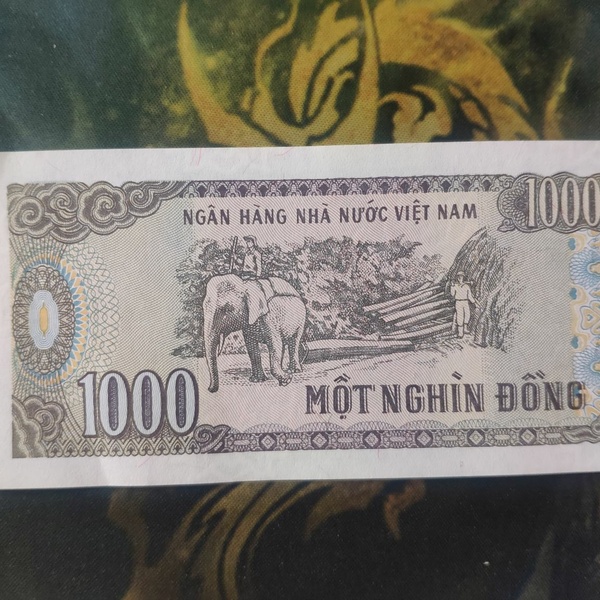 NGÂN HÀNG NHÀ NƯỚC VIỆT NAM
1000
1000
MỘT NGHÌN ĐỒNG